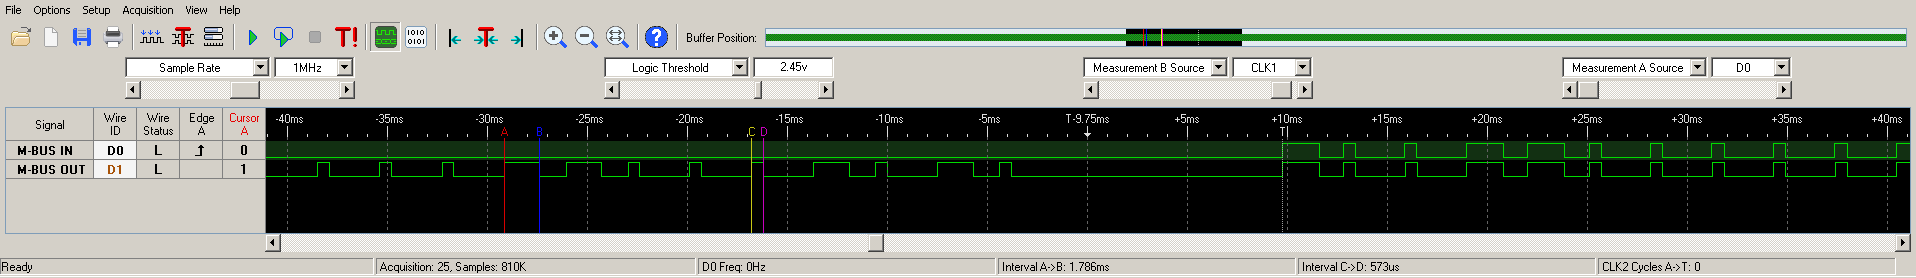 File Options Setup Acquisition View Help
T! 1010 0101 T ? Buffer Position:
Sample Rate 1MHz Logic Threshold 2.45v Measurement B Source CLK1 Measurement A Source D0
Signal Wire ID Wire Status Edge A Cursor A -40ms -35ms -30ms -25ms -20ms -15ms -10ms -5ms T-9.75ms +5ms +10ms +15ms +20ms +25ms +30ms +35ms +40ms
A B C D T
M-BUS IN D0 L 0
M-BUS OUT D1 L 1
Ready Acquisition: 25, Samples: 810K D0 Freq: 0Hz Interval A->B: 1.786ms Interval C->D: 573us CLK2 Cycles A->T: 0